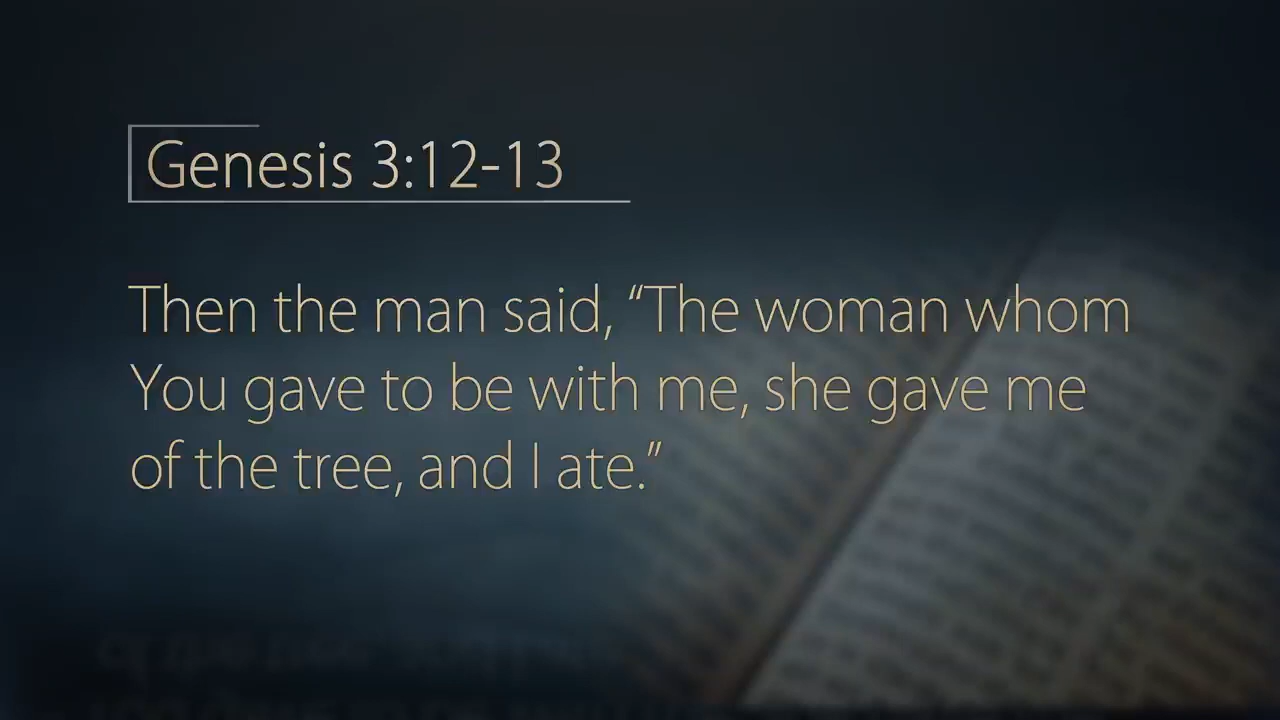 Genesis 3:12-13
Then the man said, “The woman whom
You gave to be with me, she gave me
of the tree, and I ate.”